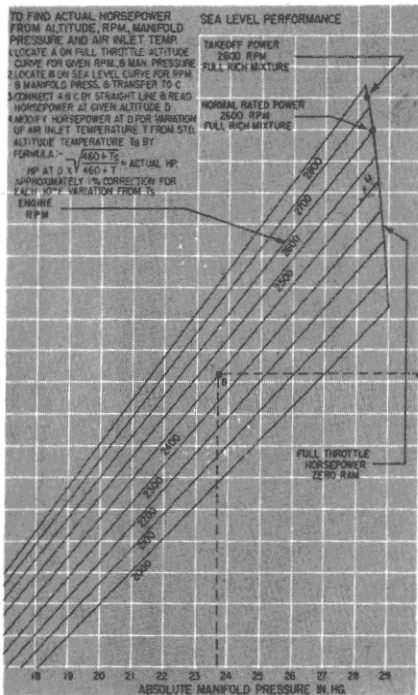 TO FIND ACTUAL HORSEPOWER
FROM ALTITUDE, RPM, MANIFOLD
PRESSURE AND AIR INLET TEMP.
1. LOCATE A ON FULL THROTTLE ALTITUDE
CURVE FOR GIVEN RPM, & MAN. PRESSURE
2. LOCATE B ON SEA LEVEL CURVE FOR RPM
& MANIFOLD PRESS. & TRANSFER TO C
3. CONNECT A & C BY STRAIGHT LINE & READ
HORSEPOWER AT GIVEN ALTITUDE D.
4. MODIFY HORSEPOWER AT D FOR VARIATION
OF AIR INLET TEMPERATURE T FROM STD.
ALTITUDE TEMPERATURE TS BY
FORMULA:-
HP AT D X √ 460 + Ts / 460 + T = ACTUAL HP.
APPROXIMATELY 1% CORRECTION FOR
EACH 10°F VARIATION FROM TS
ENGINE
RPM
SEA LEVEL PERFORMANCE
TAKEOFF POWER
2800 RPM
FULL RICH MIXTURE
NORMAL RATED POWER
2600 RPM
FULL RICH MIXTURE
2800
2700
2600
2500
2400
2300
2200
2100
2000
B
FULL THROTTLE
HORSEPOWER
ZERO RAM
18 19 20 21 22 23 24 25 26 27 28 29
ABSOLUTE MANIFOLD PRESSURE IN. HG.